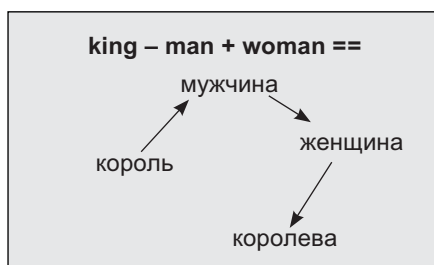 king – man + woman ==
мужчина
женщина
король
королева